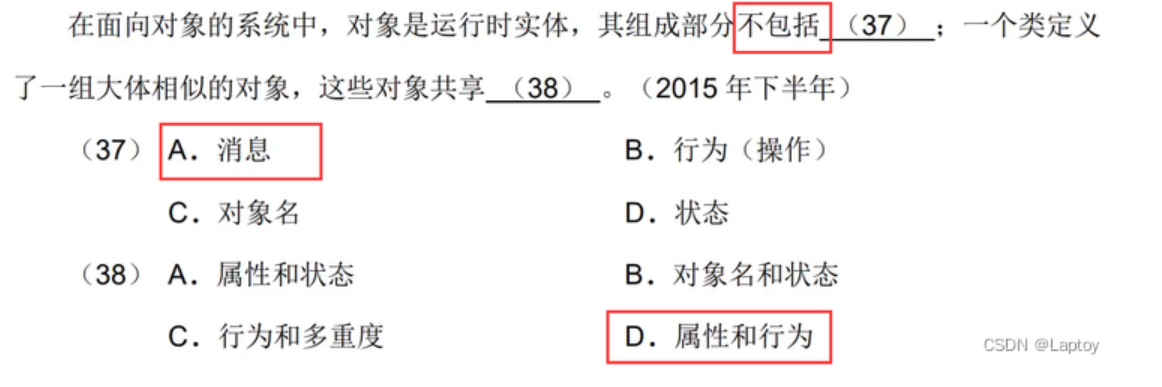 在面向对象的系统中，对象是运行时实体，其组成部分不包括（37）；一个类定义
了一组大体相似的对象，这些对象共享（38）。（2015 年下半年）
（37） A．消息 B．行为（操作）
C．对象名 D．状态
（38） A．属性和状态 B．对象名和状态
C．行为和多重度 D．属性和行为
CSDN @Laptoy